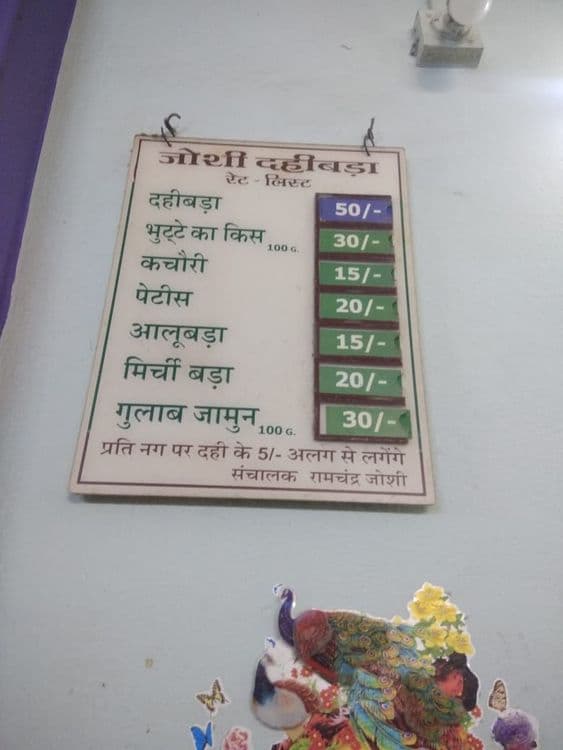 जोशी दहीबड़ा
रेट - लिस्ट
दहीबड़ा 50/-
भुट्टे का किस 100 G. 30/-
कचौरी 15/-
पेटीस 20/-
आलूबड़ा 15/-
मिर्ची बड़ा 20/-
गुलाब जामुन 100 G. 30/-
प्रति नग पर दही के 5/- अलग से लगेंगे
संचालक रामचंद्र जोशी